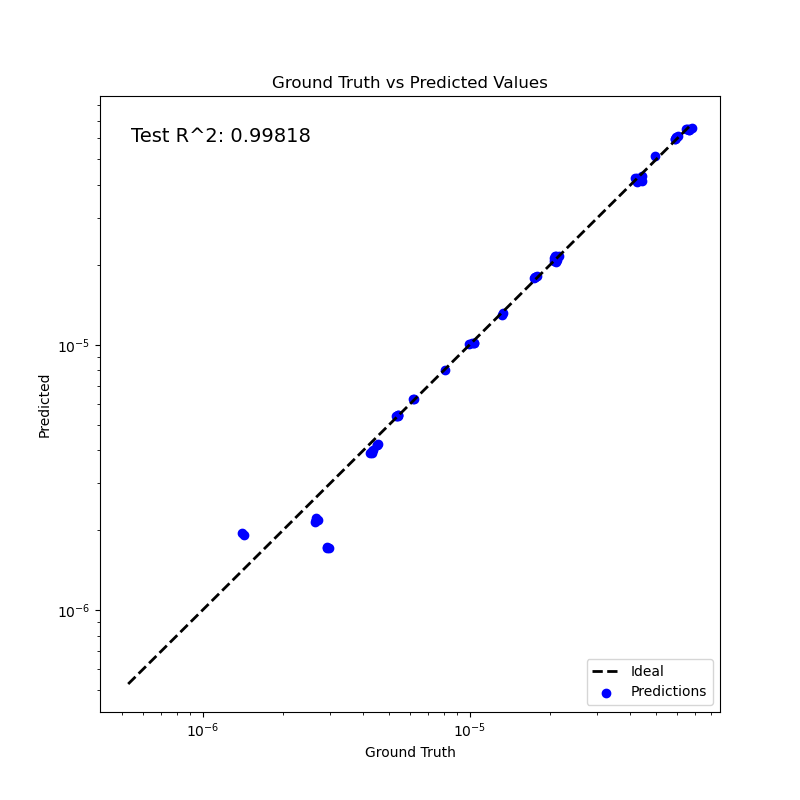 Ground Truth vs Predicted Values
Test R^2: 0.99818
Predicted
10⁻⁵
10⁻⁶
10⁻⁶
10⁻⁵
Ground Truth
Ideal
Predictions